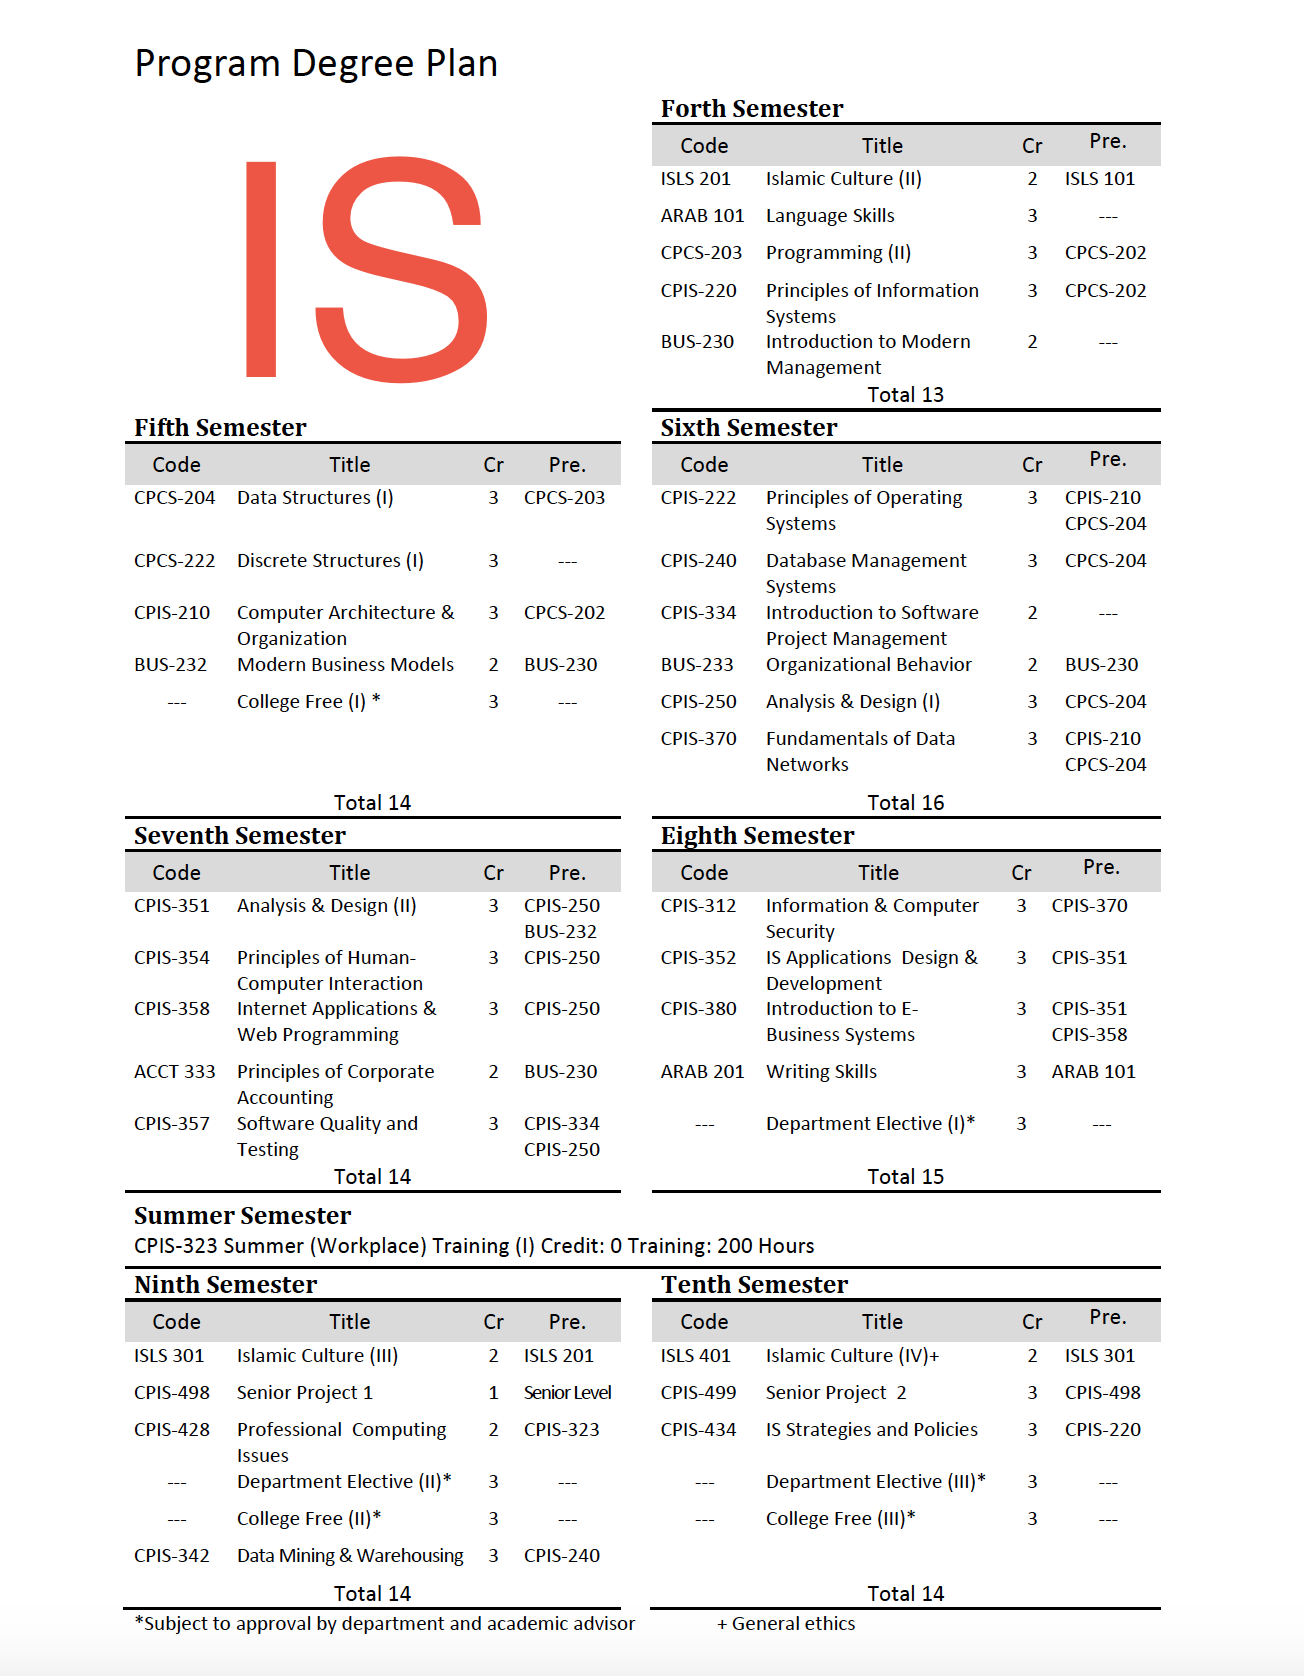 Program Degree Plan
IS
Forth Semester
Code Title Cr Pre.
ISLS 201 Islamic Culture (II) 2 ISLS 101
ARAB 101 Language Skills 3 ---
CPCS-203 Programming (II) 3 CPCS-202
CPIS-220 Principles of Information 3 CPCS-202
Systems
BUS-230 Introduction to Modern 2 ---
Management
Total 13
Fifth Semester
Code Title Cr Pre.
CPCS-204 Data Structures (I) 3 CPCS-203
CPCS-222 Discrete Structures (I) 3 ---
CPIS-210 Computer Architecture & 3 CPCS-202
Organization
BUS-232 Modern Business Models 2 BUS-230
--- College Free (I) * 3 ---
Total 14
Sixth Semester
Code Title Cr Pre.
CPIS-222 Principles of Operating 3 CPIS-210
Systems CPCS-204
CPIS-240 Database Management 3 CPCS-204
Systems
CPIS-334 Introduction to Software 2 ---
Project Management
BUS-233 Organizational Behavior 2 BUS-230
CPIS-250 Analysis & Design (I) 3 CPCS-204
CPIS-370 Fundamentals of Data 3 CPIS-210
Networks CPCS-204
Total 16
Seventh Semester
Code Title Cr Pre.
CPIS-351 Analysis & Design (II) 3 CPIS-250
BUS-232
CPIS-354 Principles of Human- 3 CPIS-250
Computer Interaction
CPIS-358 Internet Applications & 3 CPIS-250
Web Programming
ACCT 333 Principles of Corporate 2 BUS-230
Accounting
CPIS-357 Software Quality and 3 CPIS-334
Testing CPIS-250
Total 14
Eighth Semester
Code Title Cr Pre.
CPIS-312 Information & Computer 3 CPIS-370
Security
CPIS-352 IS Applications Design & 3 CPIS-351
Development
CPIS-380 Introduction to E- 3 CPIS-351
Business Systems CPIS-358
ARAB 201 Writing Skills 3 ARAB 101
--- Department Elective (I)* 3 ---
Total 15
Summer Semester
CPIS-323 Summer (Workplace) Training (I) Credit: 0 Training: 200 Hours
Ninth Semester
Code Title Cr Pre.
ISLS 301 Islamic Culture (III) 2 ISLS 201
CPIS-498 Senior Project 1 1 Senior Level
CPIS-428 Professional Computing 2 CPIS-323
Issues
--- Department Elective (II)* 3 ---
--- College Free (II)* 3 ---
CPIS-342 Data Mining & Warehousing 3 CPIS-240
Total 14
Tenth Semester
Code Title Cr Pre.
ISLS 401 Islamic Culture (IV)+ 2 ISLS 301
CPIS-499 Senior Project 2 3 CPIS-498
CPIS-434 IS Strategies and Policies 3 CPIS-220
--- Department Elective (III)* 3 ---
--- College Free (III)* 3 ---
Total 14
*Subject to approval by department and academic advisor + General ethics